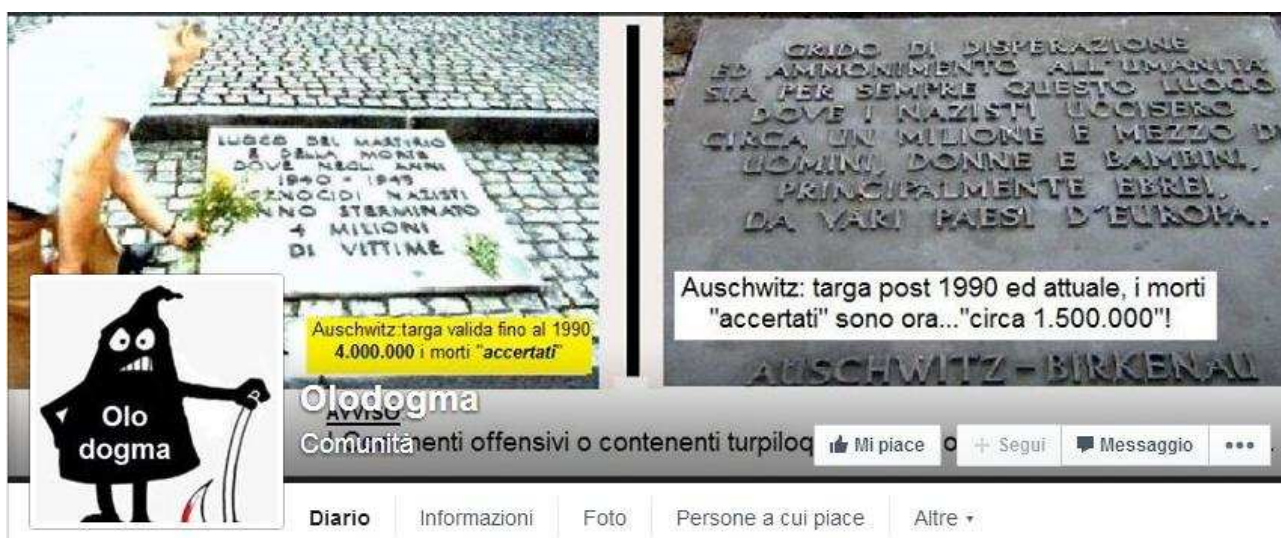 LUOGO DEL MARTIRIO
E DELLA MORTE
DOVE NEGLI ANNI
1940 - 1945
GENOCIDI NAZISTI
NNO STERMINATO
4 MILIONI
DI VITTIME
Auschwitz:targa valida fino al 1990
4.000.000 i morti "accertati"
GRIDO DI DISPERAZIONE
ED AMMONIMENTO ALL'UMANITÀ
SIA PER SEMPRE QUESTO LUOGO
DOVE I NAZISTI UCCISERO
CIRCA UN MILIONE E MEZZO DI
UOMINI, DONNE E BAMBINI,
PRINCIPALMENTE EBREI,
DA VARI PAESI D'EUROPA.
Auschwitz: targa post 1990 ed attuale, i morti
"accertati" sono ora..."circa 1.500.000"!
AUSCHWITZ-BIRKENAU
Olo
dogma
Olodogma
AVVISO
Comunità
offensivi o contenenti
Mi piace
+ Segui
Messaggio
Diario
Informazioni
Foto
Persone a cui piace
Altre